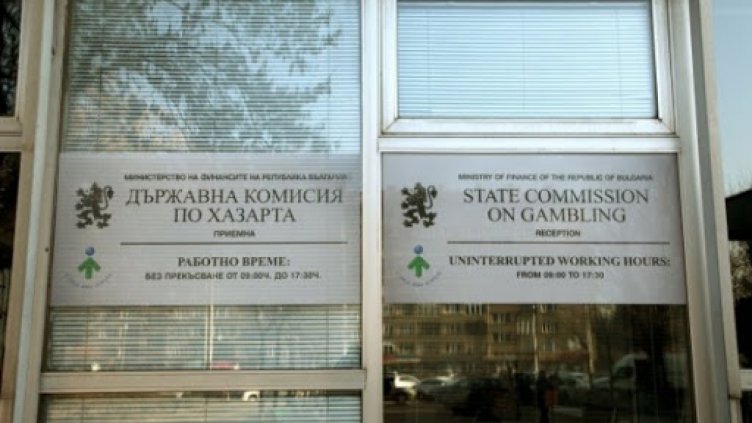 МИНИСТЕРСТВО НА ФИНАНСИТЕ НА РЕПУБЛИКА БЪЛГАРИЯ
ДЪРЖАВНА КОМИСИЯ
ПО ХАЗАРТА
ПРИЕМНА
РАБОТНО ВРЕМЕ:
БЕЗ ПРЕКЪСВАНЕ ОТ 09:00Ч. ДО 17:30Ч.
MINISTRY OF FINANCE OF THE REPUBLIC OF BULGARIA
STATE COMMISSION
ON GAMBLING
RECEPTION
UNINTERRUPTED WORKING HOURS:
FROM 09:00 TO 17:30